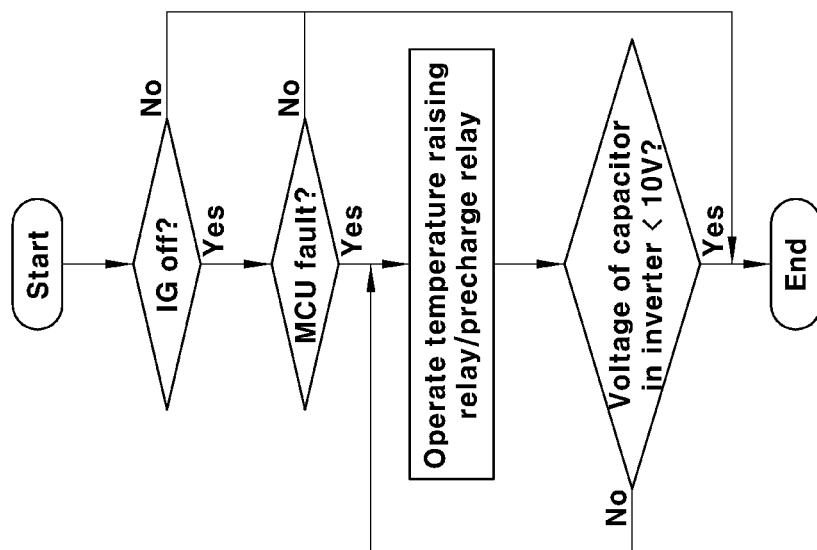 Start
IG off?
No
Yes
MCU fault?
No
Yes
Operate temperature raising
relay/precharge relay
Voltage of capacitor
in inverter < 10V?
No
Yes
End